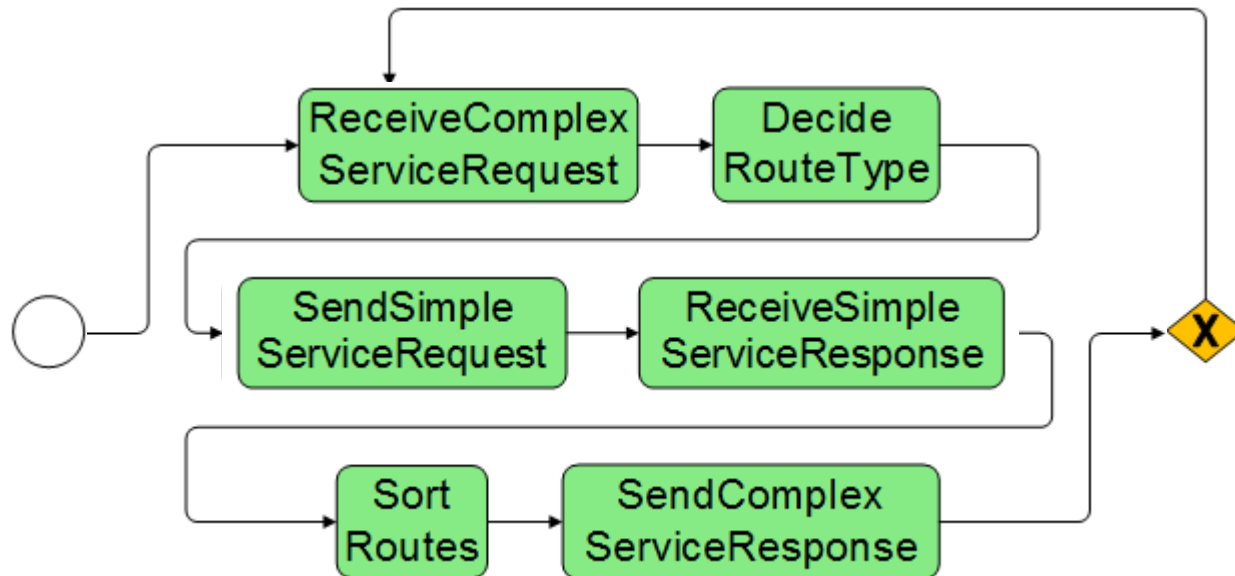 ReceiveComplex
ServiceRequest
Decide
RouteType
SendSimple
ServiceRequest
ReceiveSimple
ServiceResponse
X
Sort
Routes
SendComplex
ServiceResponse